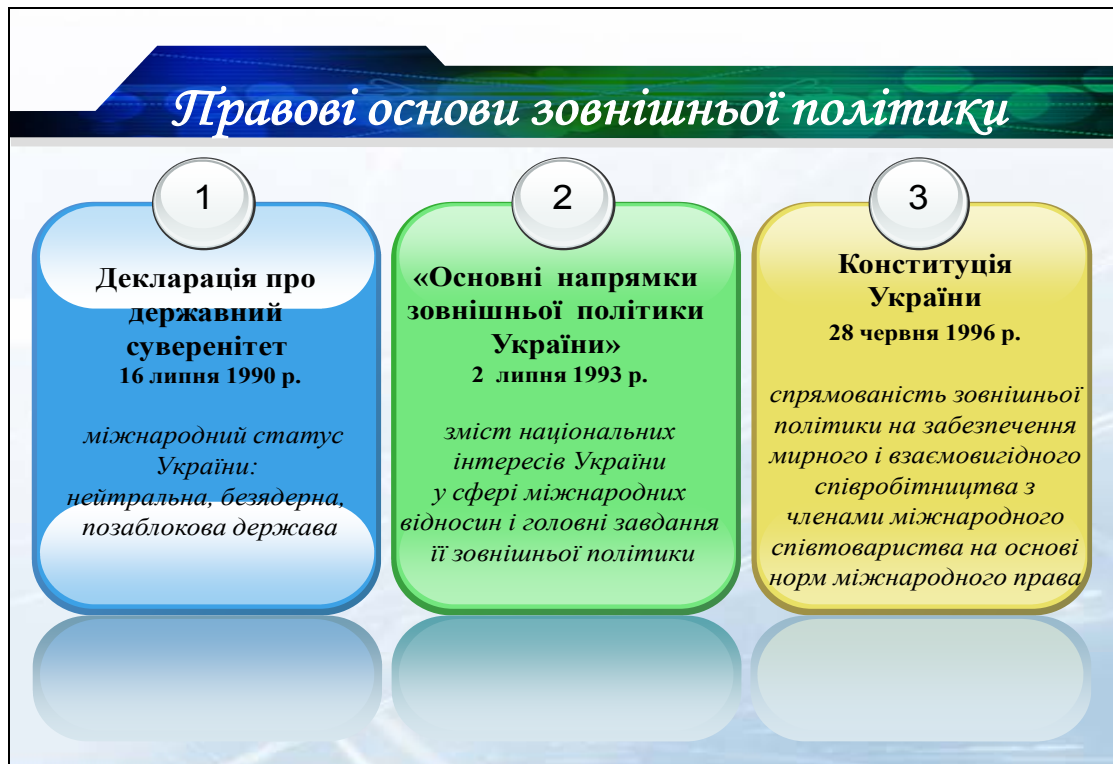 Правові основи зовнішньої політики
1
Декларація про
державний
суверенітет
16 липня 1990 р.
міжнародний статус
України:
нейтральна, безядерна,
позаблокова держава
2
«Основні напрямки
зовнішньої політики
України»
2 липня 1993 р.
зміст національних
інтересів України
у сфері міжнародних
відносин і головні завдання
її зовнішньої політики
3
Конституція
України
28 червня 1996 р.
спрямованість зовнішньої
політики на забезпечення
мирного і взаємовигідного
співробітництва з
членами міжнародного
співтовариства на основі
норм міжнародного права